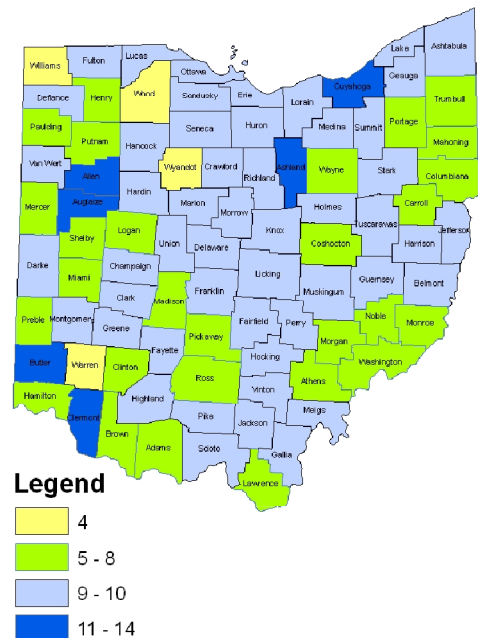 Ashtabula
Lake
Lucas
Fulton
Williams
Geauga
Ottawa
Cuyahoga
Wood
Henry
Defiance
Sandusky
Erie
Lorain
Trumbull
Portage
Summit
Medina
Huron
Seneca
Paulding
Putnam
Hancock
Mahoning
Van Wert
Wyandot
Crawford
Ashland
Wayne
Stark
Columbiana
Allen
Richland
Hardin
Auglaize
Marion
Carroll
Mercer
Holmes
Morrow
Logan
Tuscarawas
Jefferson
Knox
Shelby
Union
Delaware
Coshocton
Harrison
Darke
Champaign
Licking
Miami
Guernsey
Belmont
Muskingum
Franklin
Clark
Madison
Noble
Preble
Montgomery
Fairfield
Perry
Monroe
Greene
Pickaway
Morgan
Fayette
Washington
Hocking
Butler
Warren
Clinton
Ross
Athens
Vinton
Hamilton
Highland
Meigs
Clermont
Pike
Jackson
Brown
Adams
Scioto
Gallia
Lawrence
Legend
4
5 - 8
9 - 10
11 - 14